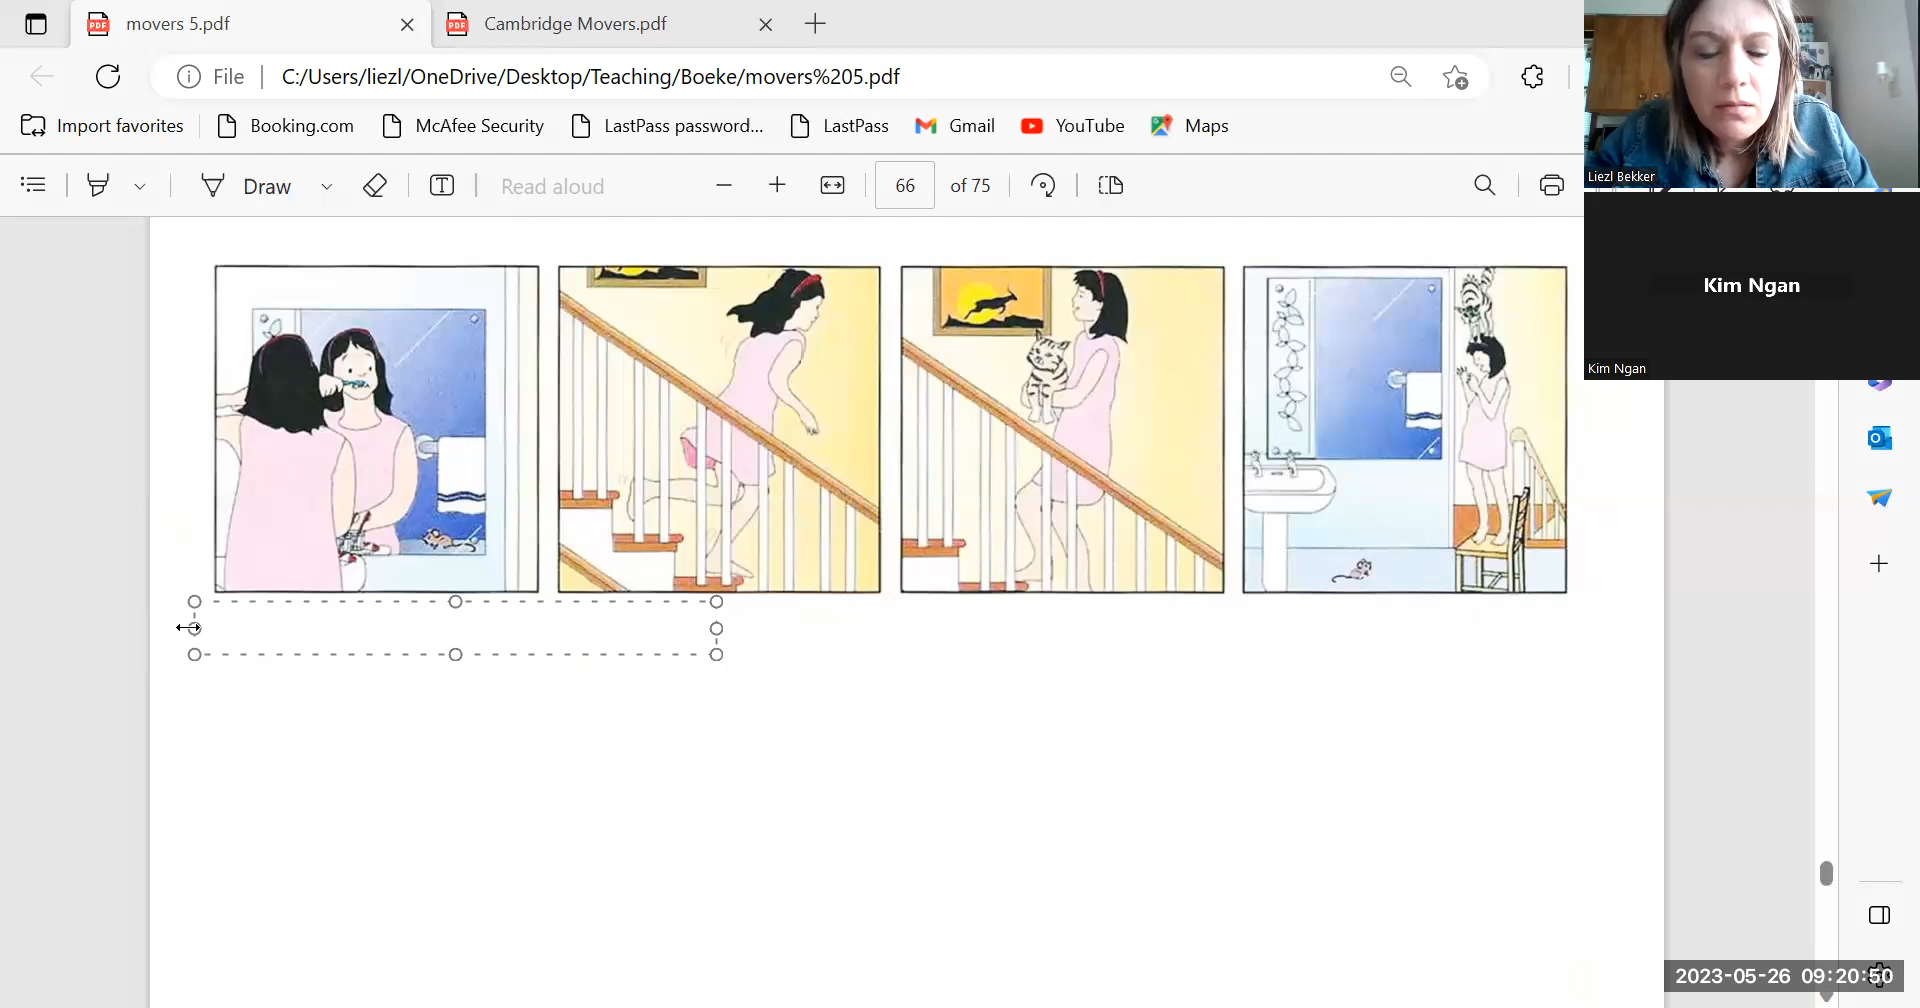 movers 5.pdf
Cambridge Movers.pdf
File
C:/Users/liezl/OneDrive/Desktop/Teaching/Boeke/movers%205.pdf
Import favorites
Booking.com
McAfee Security
LastPass password...
LastPass
Gmail
YouTube
Maps
Draw
T
Read aloud
66
of 75
Liezl Bekker
Kim Ngan
Kim Ngan
2023-05-26 09:20:50